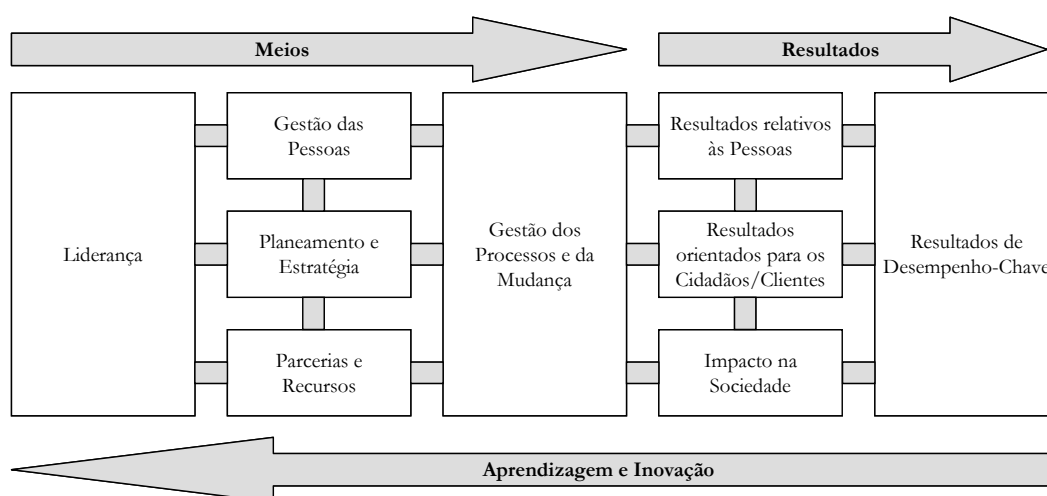 Meios
Resultados
Liderança
Gestão das
Pessoas
Planeamento e
Estratégia
Parcerias e
Recursos
Gestão dos
Processos e da
Mudança
Resultados relativos
às Pessoas
Resultados
orientados para os
Cidadãos/Clientes
Impacto na
Sociedade
Resultados de
Desempenho-Chave
Aprendizagem e Inovação